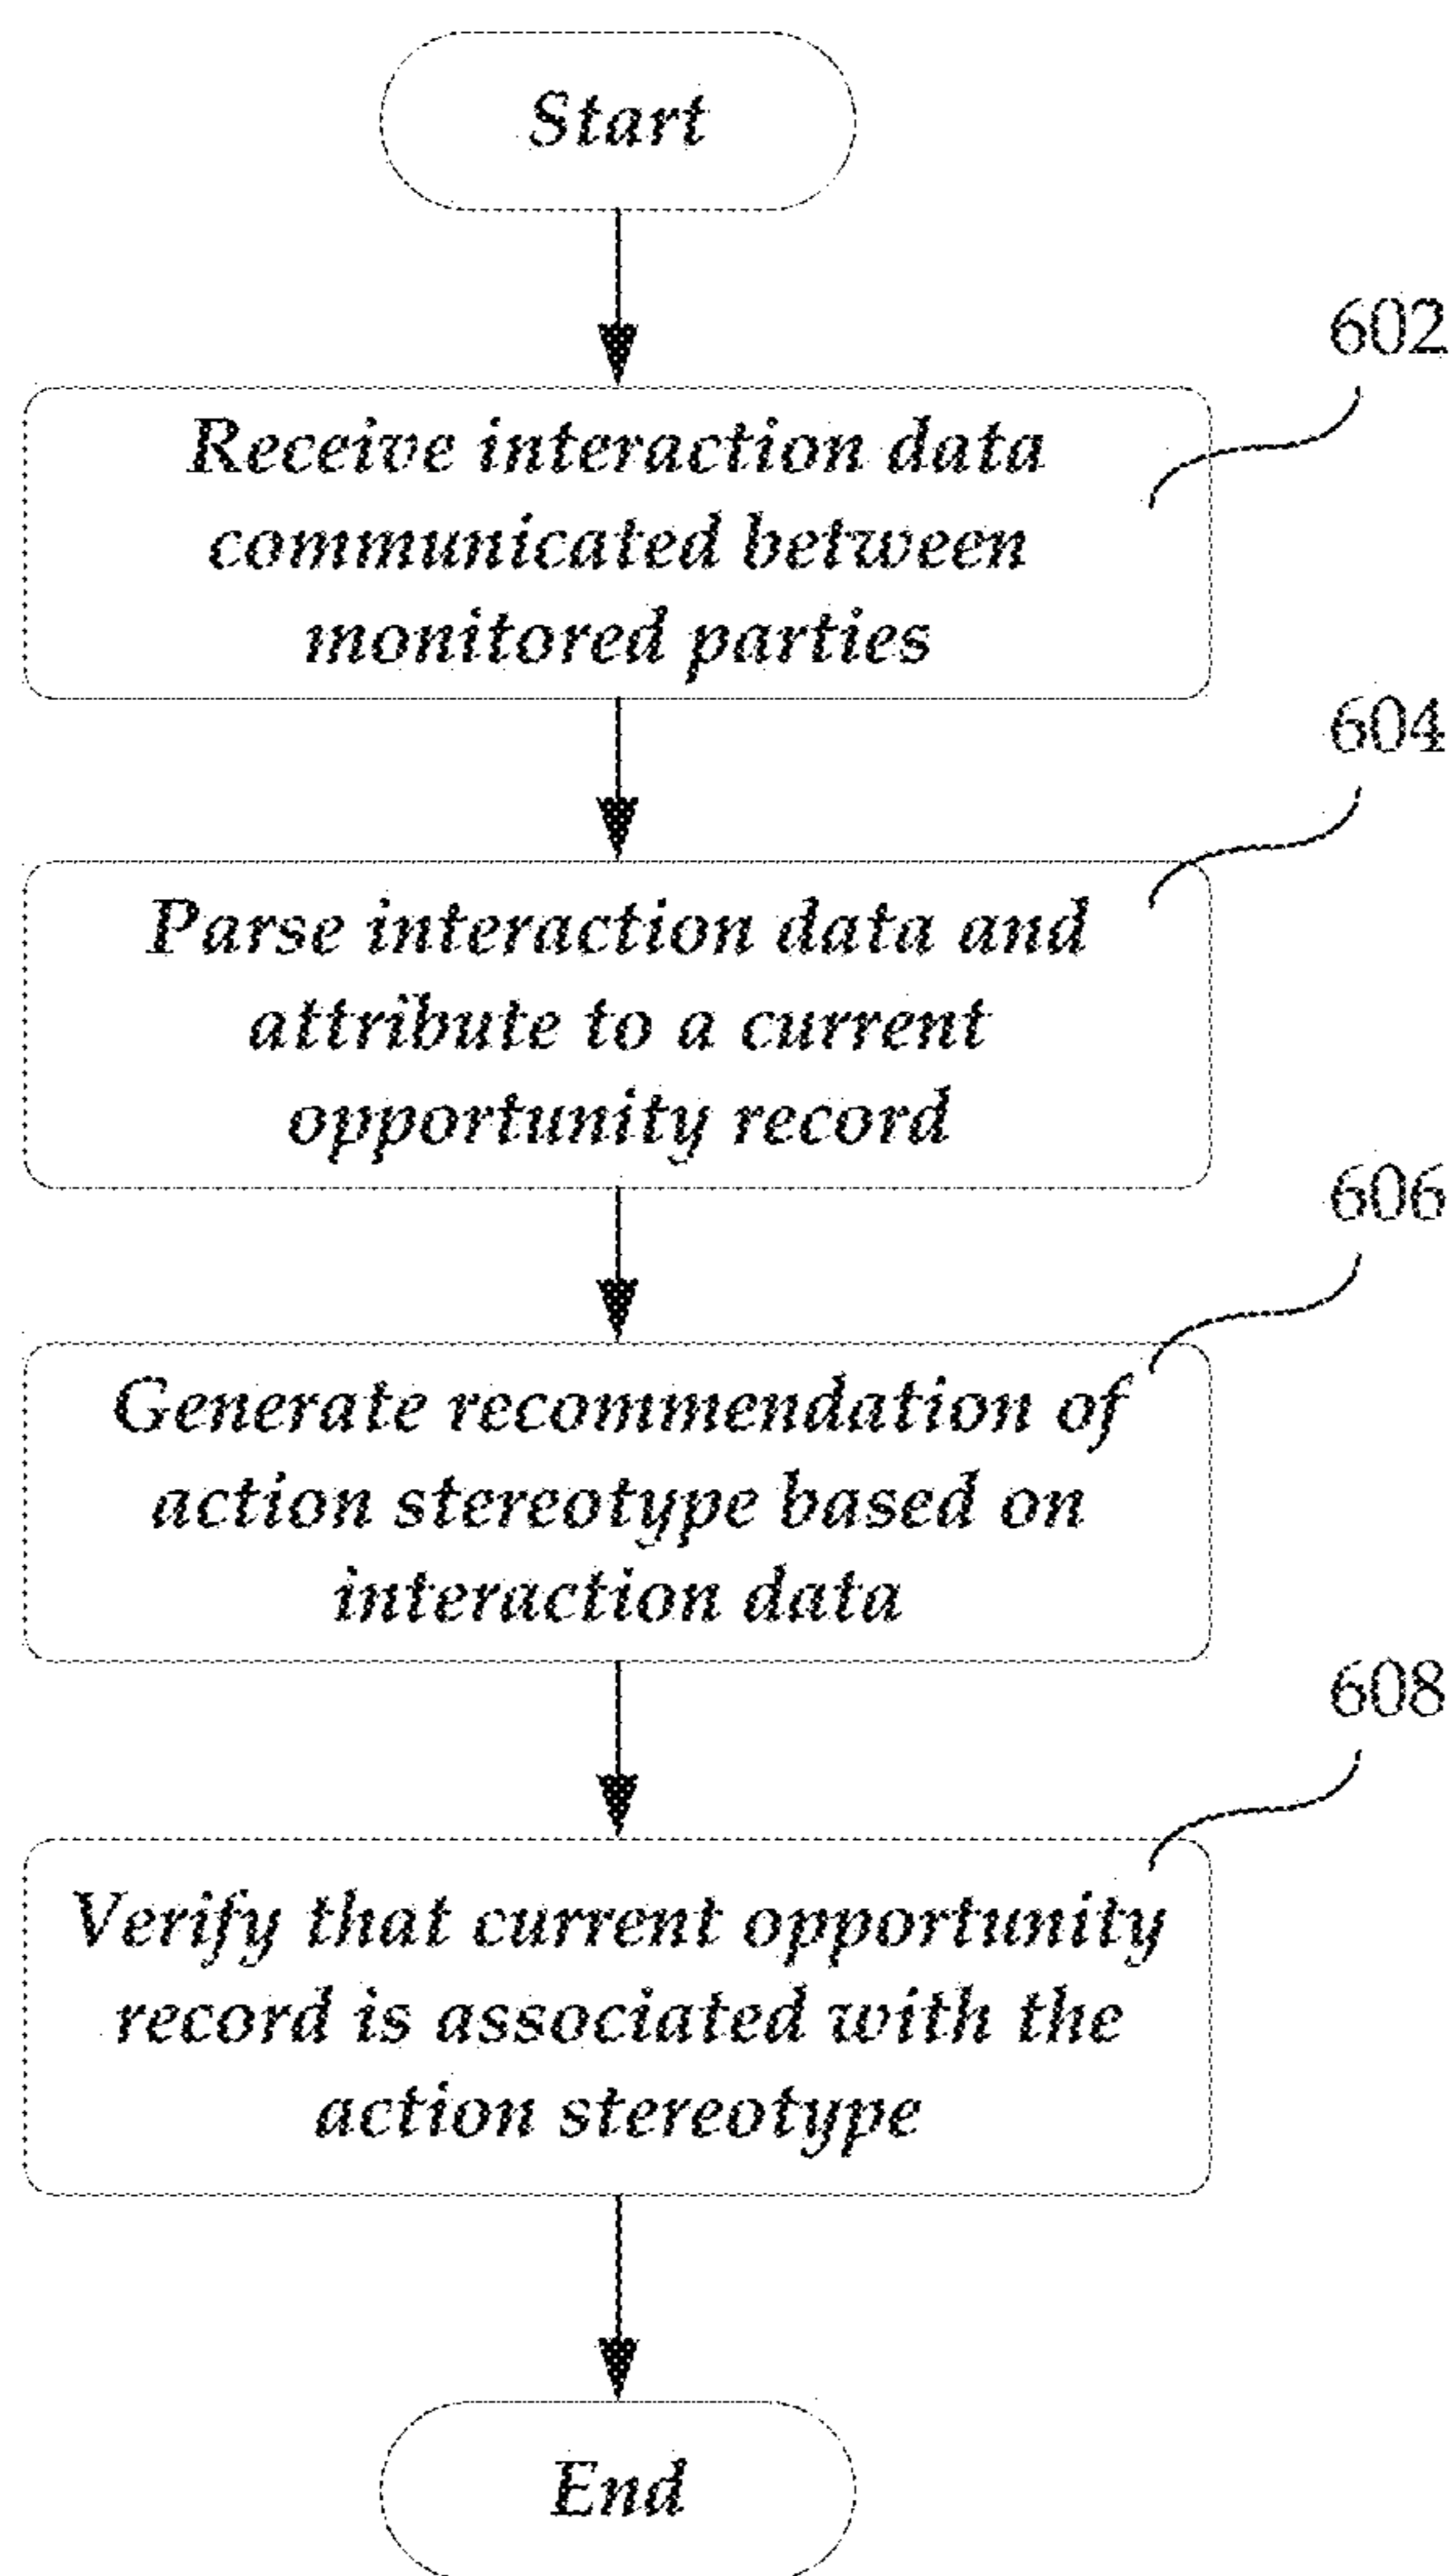 Start
602
Receive interaction data
communicated between
monitored parties
604
Parse interaction data and
attribute to a current
opportunity record
606
Generate recommendation of
action stereotype based on
interaction data
608
Verify that current opportunity
record is associated with the
action stereotype
End